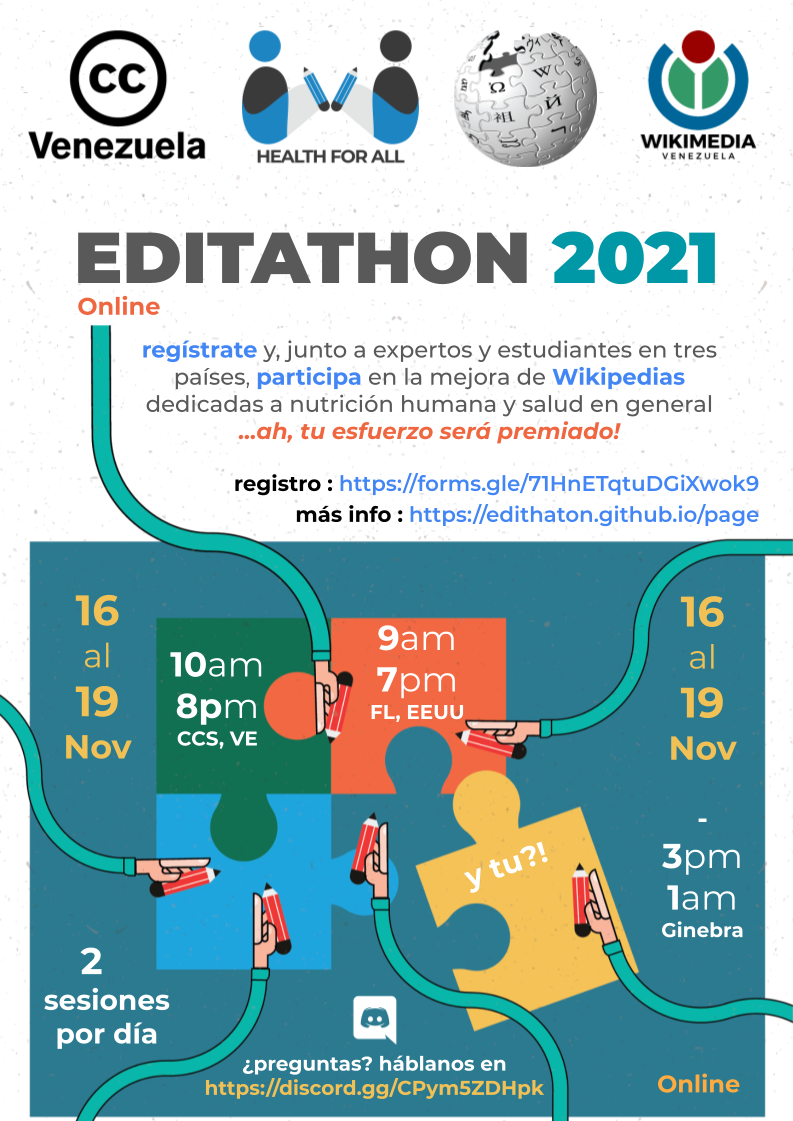 CC
Venezuela
HEALTH FOR ALL
Ω
W
И
祖
WIKIMEDIA
VENEZUELA
EDITATHON 2021
Online
regístrate y, junto a expertos y estudiantes en tres
países, participa en la mejora de Wikipedias
dedicadas a nutrición humana y salud en general
...ah, tu esfuerzo será premiado!
registro : https://forms.gle/71HnETqtuDGiXwok9
más info : https://edithaton.github.io/page
16
al
19
Nov
10am
8pm
CCS, VE
9am
7pm
FL, EEUU
16
al
19
Nov
y tu?!
-
3pm
1am
Ginebra
2
sesiones
por día
¿preguntas? háblanos en
https://discord.gg/CPym5ZDHpk
Online